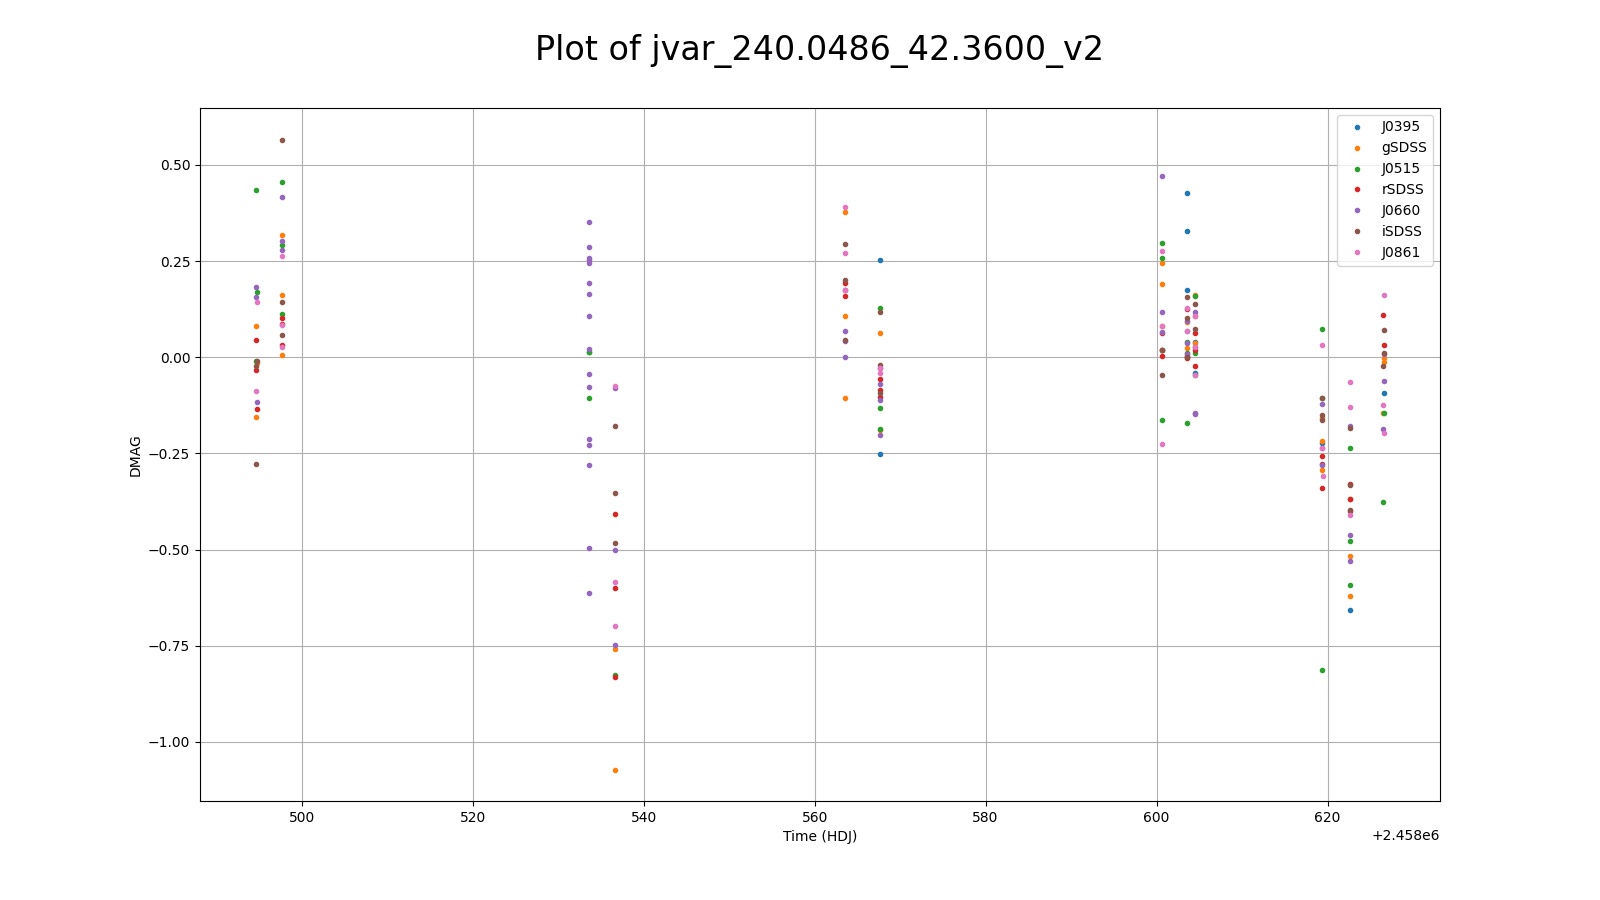 Plot of jvar_240.0486_42.3600_v2
J0395
gSDSS
J0515
rSDSS
J0660
iSDSS
J0861
0.50
0.25
0.00
−0.25
−0.50
−0.75
−1.00
DMAG
500 520 540 560 580 600 620
Time (HDJ)
+2.458e6